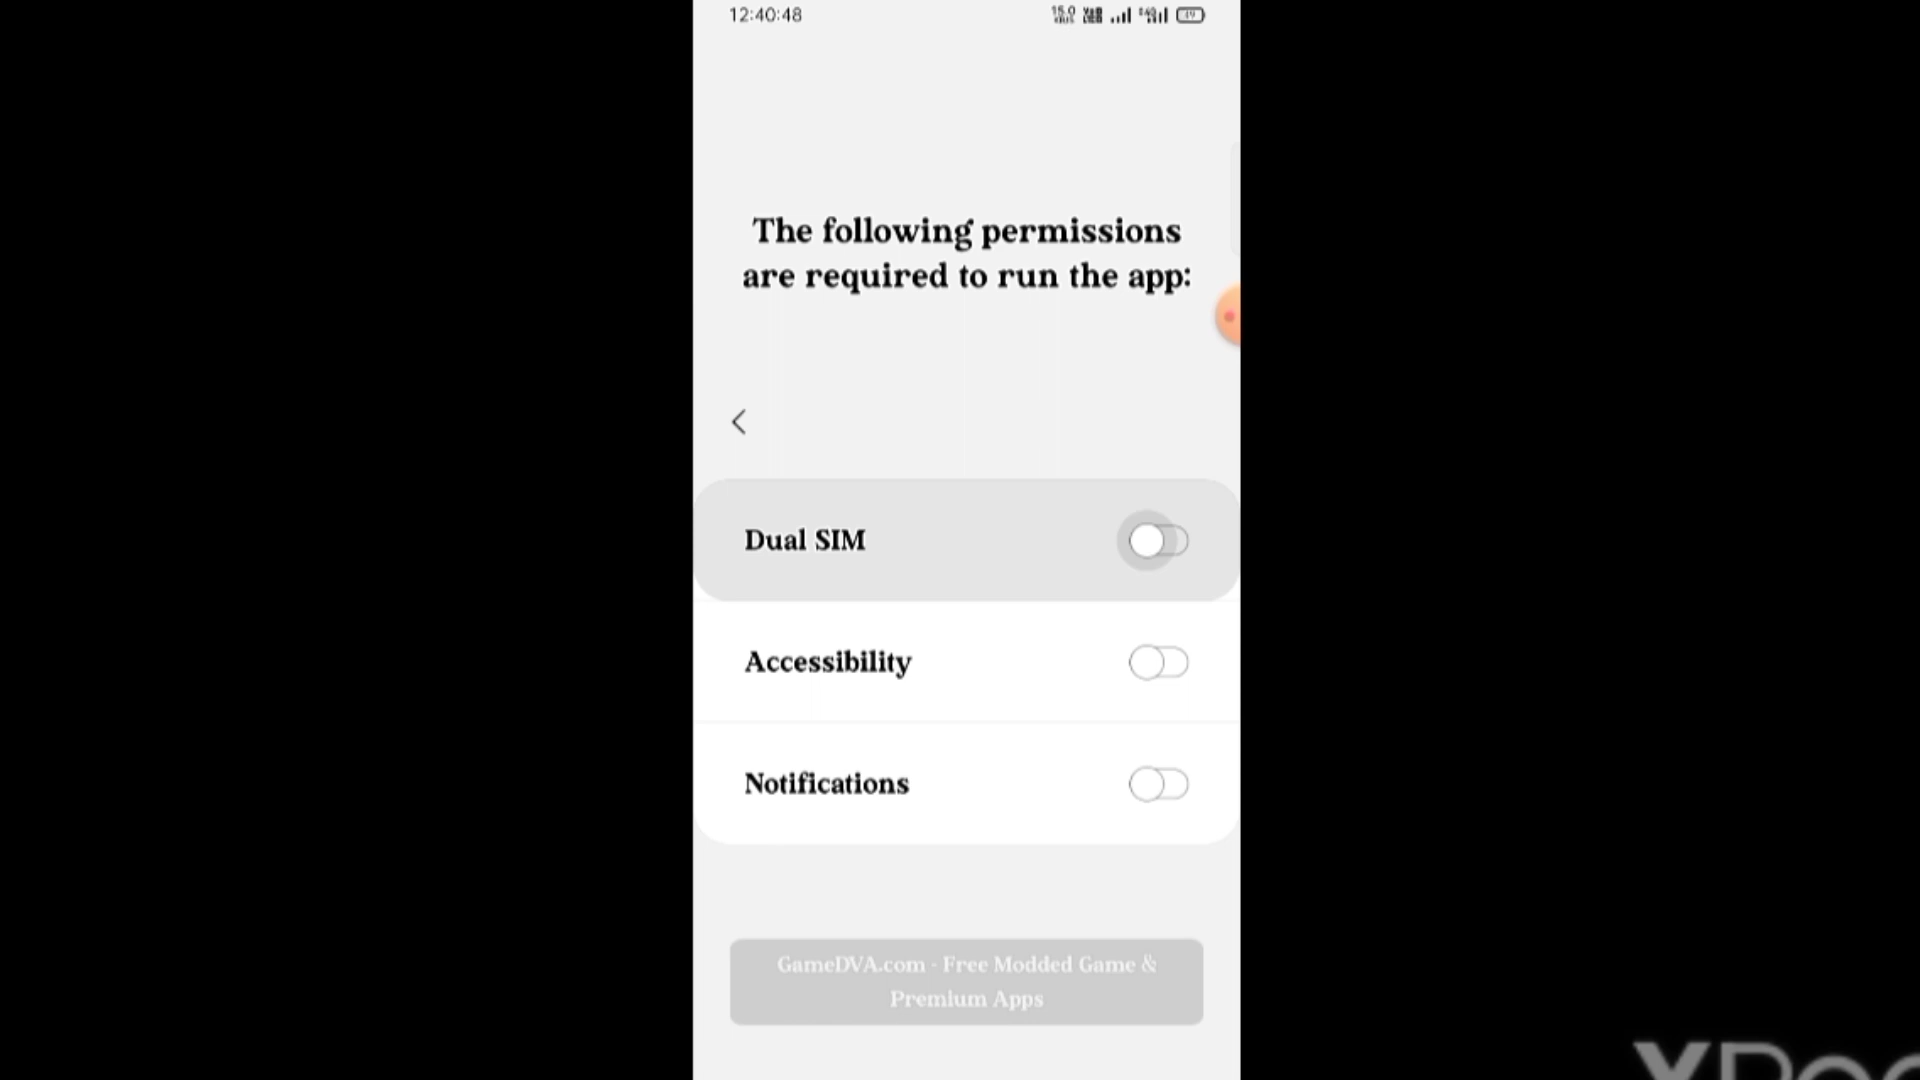 12:40:48
The following permissions
are required to run the app:
Dual SIM
Accessibility
Notifications
GameDVA.com - Free Modded Game &
Premium Apps